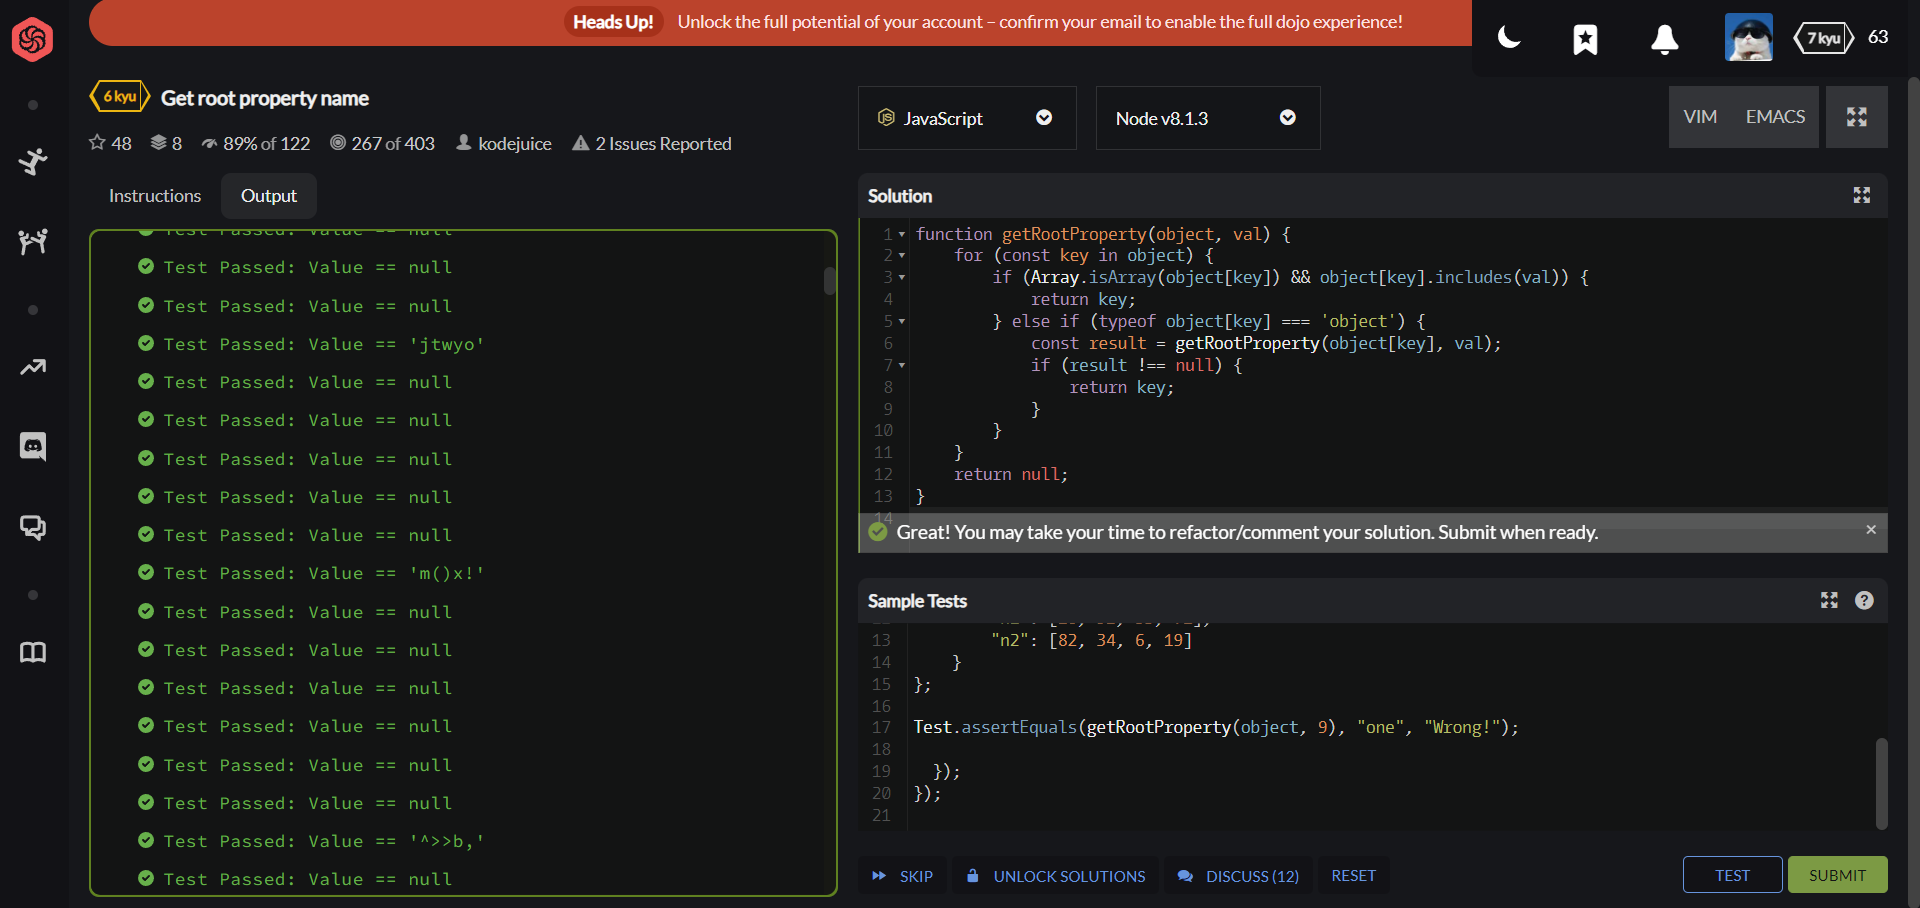 Heads Up! Unlock the full potential of your account – confirm your email to enable the full dojo experience!
7 kyu 63
6 kyu Get root property name
48 8 89% of 122 267 of 403 kodejuice 2 Issues Reported
JavaScript
Node v8.1.3
VIM EMACS
Instructions Output
Test Passed: Value == null
Test Passed: Value == null
Test Passed: Value == null
Test Passed: Value == 'jtwyo'
Test Passed: Value == null
Test Passed: Value == null
Test Passed: Value == null
Test Passed: Value == null
Test Passed: Value == null
Test Passed: Value == 'm()x!'
Test Passed: Value == null
Test Passed: Value == null
Test Passed: Value == null
Test Passed: Value == null
Test Passed: Value == null
Test Passed: Value == null
Test Passed: Value == '^>>b,'
Test Passed: Value == null
Solution
1 function getRootProperty(object, val) {
2 for (const key in object) {
3 if (Array.isArray(object[key]) && object[key].includes(val)) {
4 return key;
5 } else if (typeof object[key] === 'object') {
6 const result = getRootProperty(object[key], val);
7 if (result !== null) {
8 return key;
9 }
10 }
11 }
12 return null;
13 }
14
Great! You may take your time to refactor/comment your solution. Submit when ready.
Sample Tests
13 "n2": [82, 34, 6, 19]
14 }
15 };
16
17 Test.assertEquals(getRootProperty(object, 9), "one", "Wrong!");
18
19 });
20 });
21
SKIP UNLOCK SOLUTIONS DISCUSS (12) RESET TEST SUBMIT